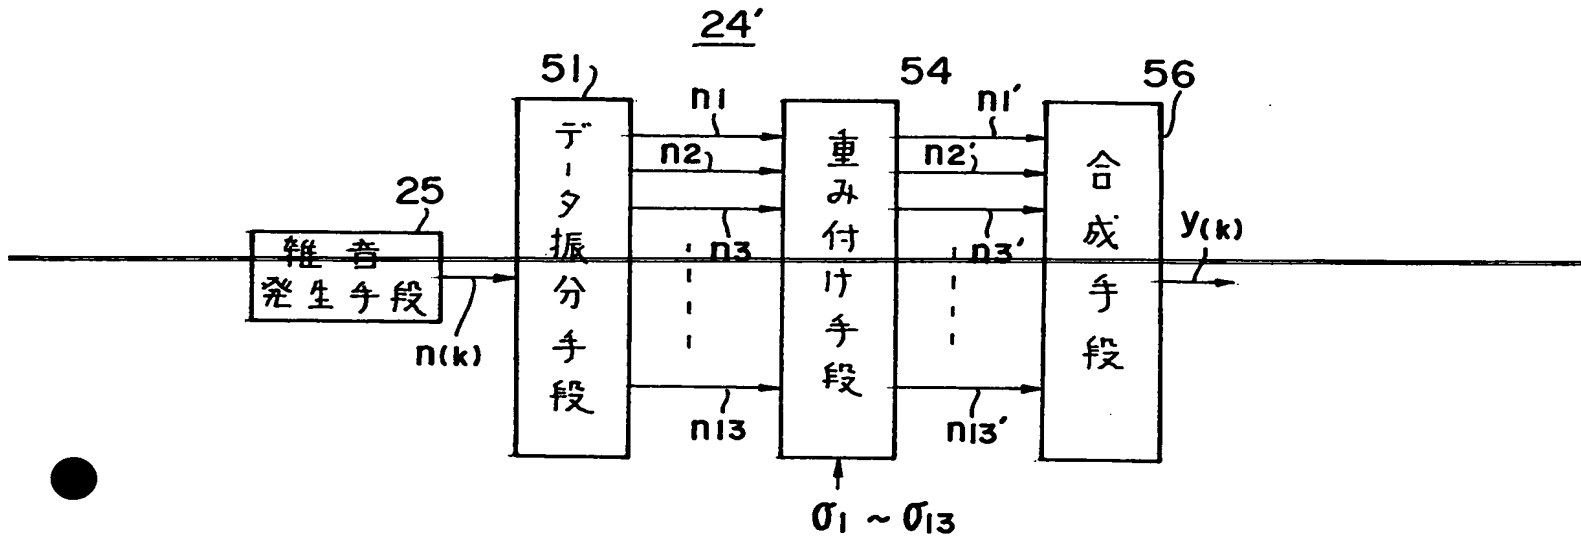 24′
51
54
56
n1
n1′
n2
n2′
n3
n3′
25
雑音
発生手段
n(k)
データ振分手段
重み付け手段
合成手段
y(k)
n13
n13′
σ1 ~ σ13